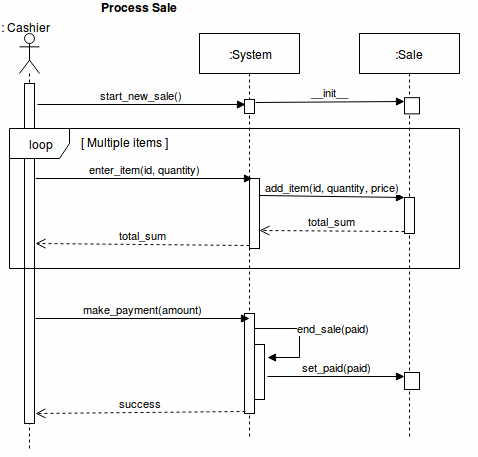 Process Sale
: Cashier
:System
:Sale
start_new_sale()
__init__
loop
[ Multiple items ]
enter_item(id, quantity)
add_item(id, quantity, price)
total_sum
total_sum
make_payment(amount)
end_sale(paid)
set_paid(paid)
success